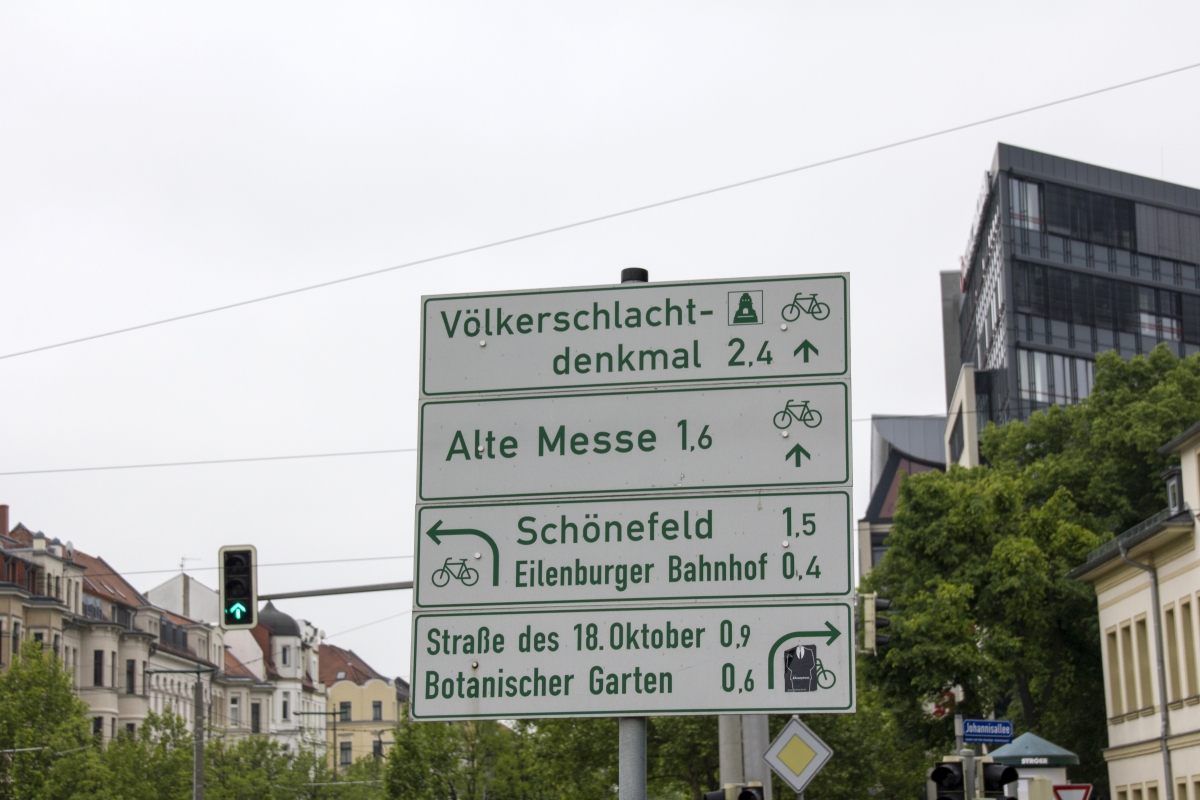 Völkerschlacht-
denkmal 2,4
Alte Messe 1,6
Schönefeld 1,5
Eilenburger Bahnhof 0,4
Straße des 18. Oktober 0,9
Botanischer Garten 0,6
Johannisallee
STRÖER